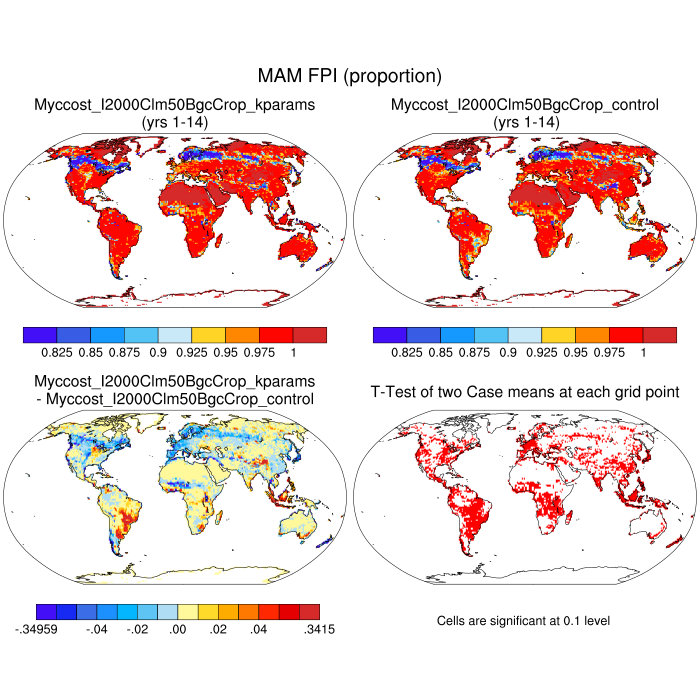 MAM FPI (proportion)
Myccost_I2000Clm50BgcCrop_kparams
(yrs 1-14)
Myccost_I2000Clm50BgcCrop_control
(yrs 1-14)
0.825 0.85 0.875 0.9 0.925 0.95 0.975 1
0.825 0.85 0.875 0.9 0.925 0.95 0.975 1
Myccost_I2000Clm50BgcCrop_kparams
- Myccost_I2000Clm50BgcCrop_control
T-Test of two Case means at each grid point
-.34959 -.04 -.02 .00 .02 .04 .3415
Cells are significant at 0.1 level